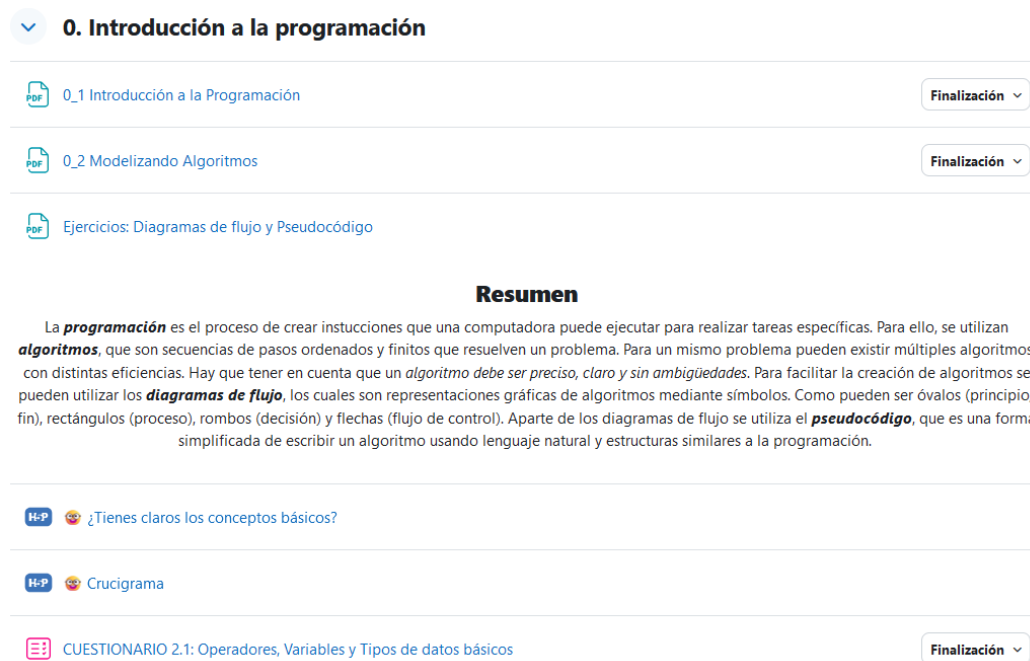 0. Introducción a la programación
PDF 0_1 Introducción a la Programación Finalización
PDF 0_2 Modelizando Algoritmos Finalización
PDF Ejercicios: Diagramas de flujo y Pseudocódigo
Resumen
La programación es el proceso de crear instucciones que una computadora puede ejecutar para realizar tareas específicas. Para ello, se utilizan
algoritmos, que son secuencias de pasos ordenados y finitos que resuelven un problema. Para un mismo problema pueden existir múltiples algoritmos
con distintas eficiencias. Hay que tener en cuenta que un algoritmo debe ser preciso, claro y sin ambigüedades. Para facilitar la creación de algoritmos se
pueden utilizar los diagramas de flujo, los cuales son representaciones gráficas de algoritmos mediante símbolos. Como pueden ser óvalos (principio,
fin), rectángulos (proceso), rombos (decisión) y flechas (flujo de control). Aparte de los diagramas de flujo se utiliza el pseudocódigo, que es una forma
simplificada de escribir un algoritmo usando lenguaje natural y estructuras similares a la programación.
H-P 🤓 ¿Tienes claros los conceptos básicos?
H-P 🤓 Crucigrama
CUESTIONARIO 2.1: Operadores, Variables y Tipos de datos básicos Finalización